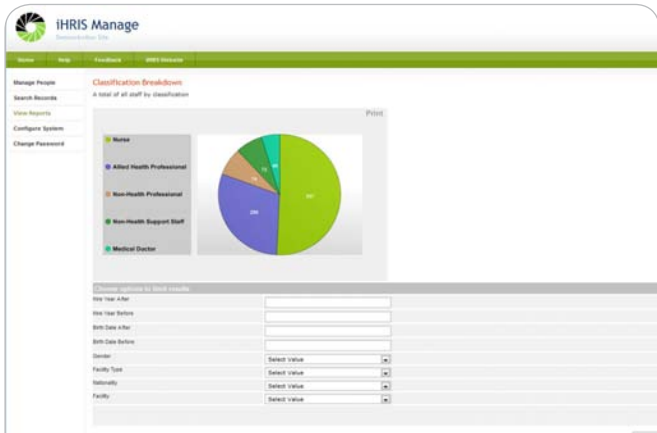 iHRIS Manage
Demonstration Site
Home Help Feedback iHRIS Website
Manage People
Search Records
View Reports
Configure System
Change Password
Classification Breakdown
A total of all staff by classification
Print
Nurse
Allied Health Professional
Non-Health Professional
Non-Health Support Staff
Medical Doctor
Choose options to limit results
Hire Year After
Hire Year Before
Birth Date After
Birth Date Before
Gender Select Value
Facility Type Select Value
Nationality Select Value
Facility Select Value